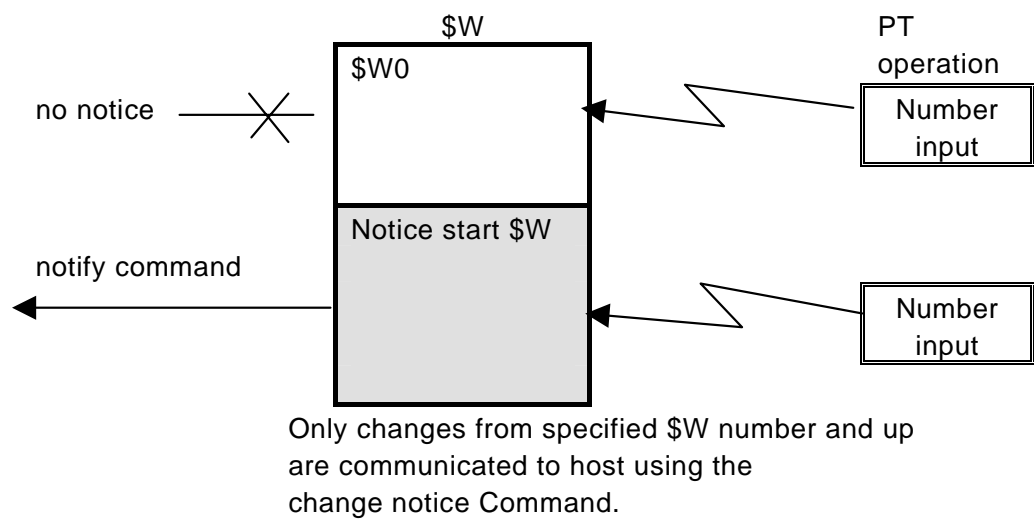 $W
PT
operation
$W0
no notice
Number
input
Notice start $W
notify command
Number
input
Only changes from specified $W number and up
are communicated to host using the
change notice Command.